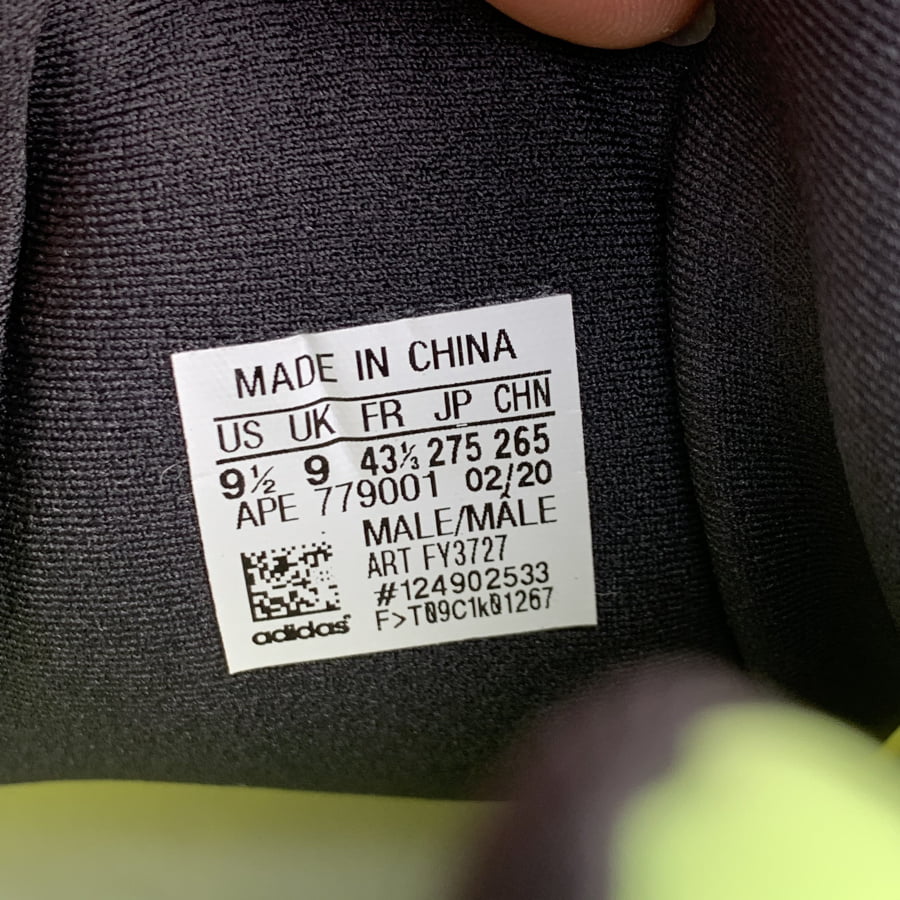 MADE IN CHINA
US UK FR JP CHN
9½ 9 43⅓ 275 265
APE 779001 02/20
MALE/MÂLE
ART FY3727
#124902533
F>T09C1k01267
adidas